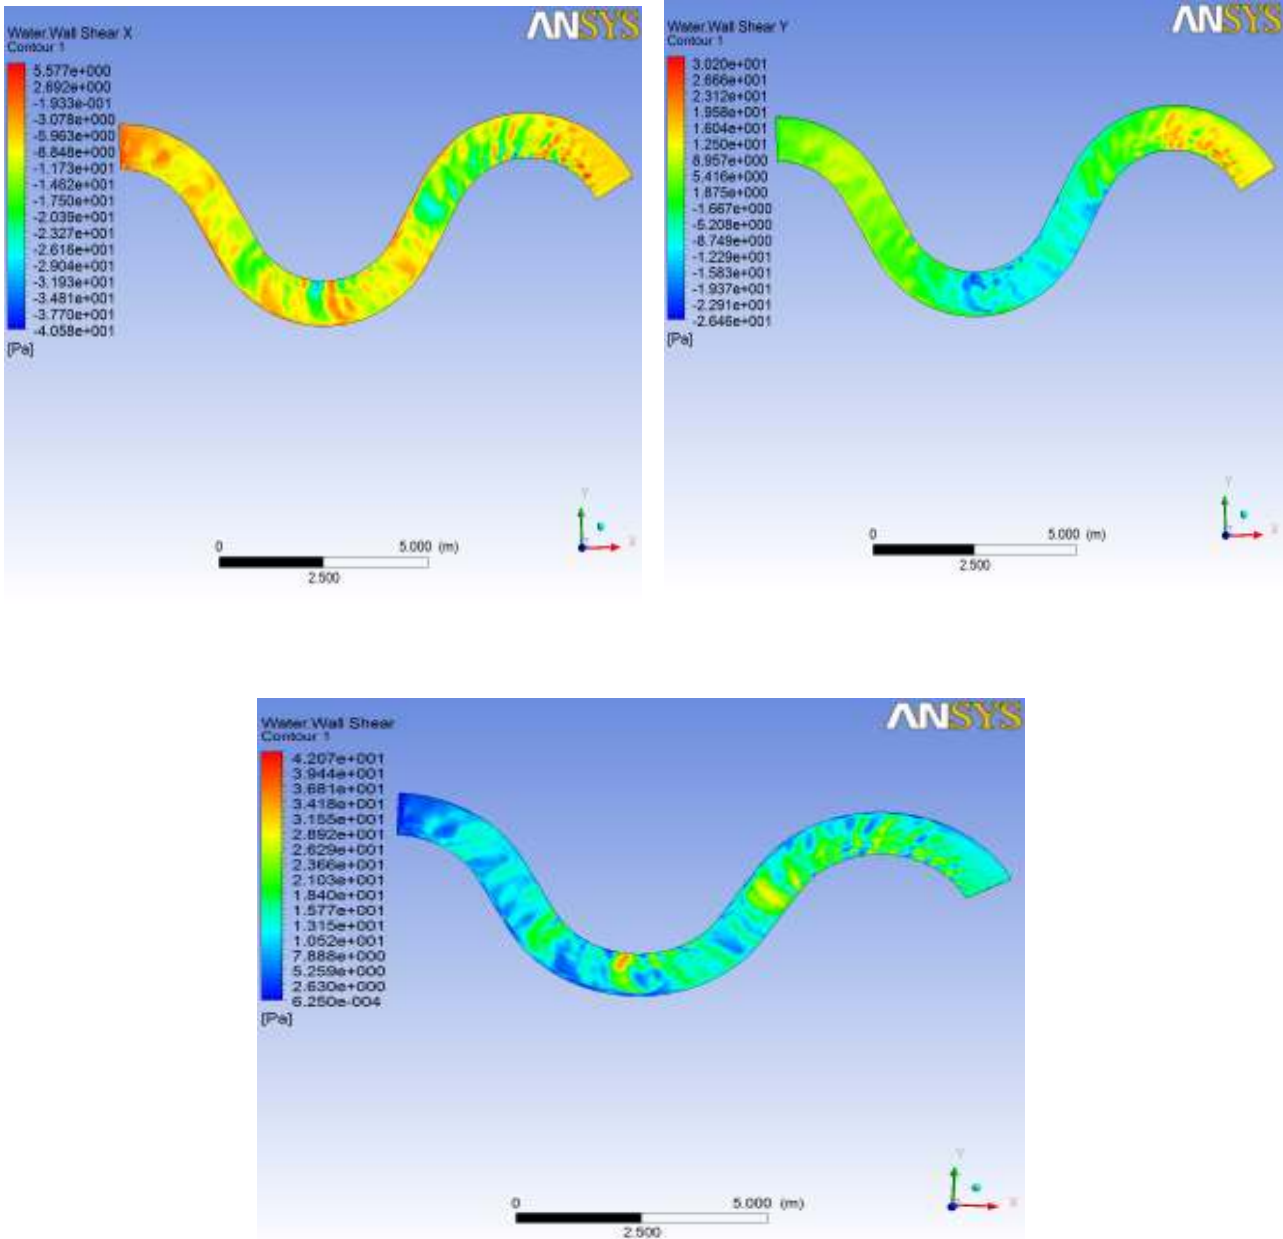 Water.Wall Shear X
Contour 1
ANSYS
5.577e+000
2.692e+000
-1.933e-001
-3.078e+000
-5.963e+000
-8.848e+000
-1.173e+001
-1.462e+001
-1.750e+001
-2.039e+001
-2.327e+001
-2.616e+001
-2.904e+001
-3.193e+001
-3.481e+001
-3.770e+001
-4.058e+001
[Pa]
0 5.000 (m)
2.500
Y
X
Water.Wall Shear Y
Contour 1
ANSYS
3.020e+001
2.666e+001
2.312e+001
1.958e+001
1.604e+001
1.250e+001
8.957e+000
5.416e+000
1.875e+000
-1.667e+000
-5.208e+000
-8.749e+000
-1.229e+001
-1.583e+001
-1.937e+001
-2.291e+001
-2.646e+001
[Pa]
0 5.000 (m)
2.500
Y
X
Water.Wall Shear
Contour 1
ANSYS
4.207e+001
3.944e+001
3.681e+001
3.418e+001
3.155e+001
2.892e+001
2.629e+001
2.366e+001
2.103e+001
1.840e+001
1.577e+001
1.315e+001
1.052e+001
7.888e+000
5.259e+000
2.630e+000
6.250e-004
[Pa]
0 5.000 (m)
2.500
Y
X